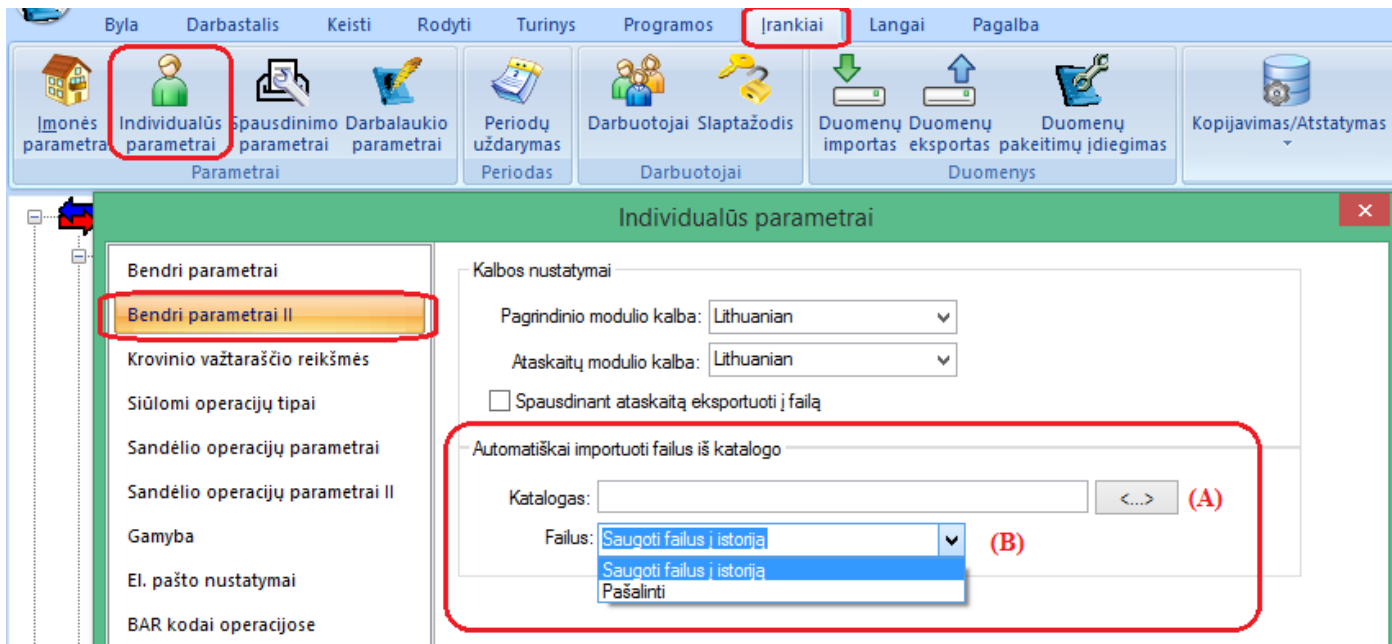 Byla Darbastalis Keisti Rodyti Turinys Programos Įrankiai Langai Pagalba
Įmonės Individualūs Spausdinimo Darbalaukio Periodų Darbuotojai Slaptažodis Duomenų Duomenų Duomenų Kopijavimas/Atstatymas
parametrai parametrai parametrai parametrai uždarymas importas eksportas pakeitimų įdiegimas
Parametrai Periodas Darbuotojai Duomenys
Individualūs parametrai
Bendri parametrai
Bendri parametrai II
Krovinio važtaraščio reikšmės
Siūlomi operacijų tipai
Sandėlio operacijų parametrai
Sandėlio operacijų parametrai II
Gamyba
El. pašto nustatymai
BAR kodai operacijose
Kalbos nustatymai
Pagrindinio modulio kalba: Lithuanian
Ataskaitų modulio kalba: Lithuanian
Spausdinant ataskaitą eksportuoti į failą
Automatiškai importuoti failus iš katalogo
Katalogas: <...> (A)
Failus: Saugoti failus į istoriją (B)
Saugoti failus į istoriją
Pašalinti